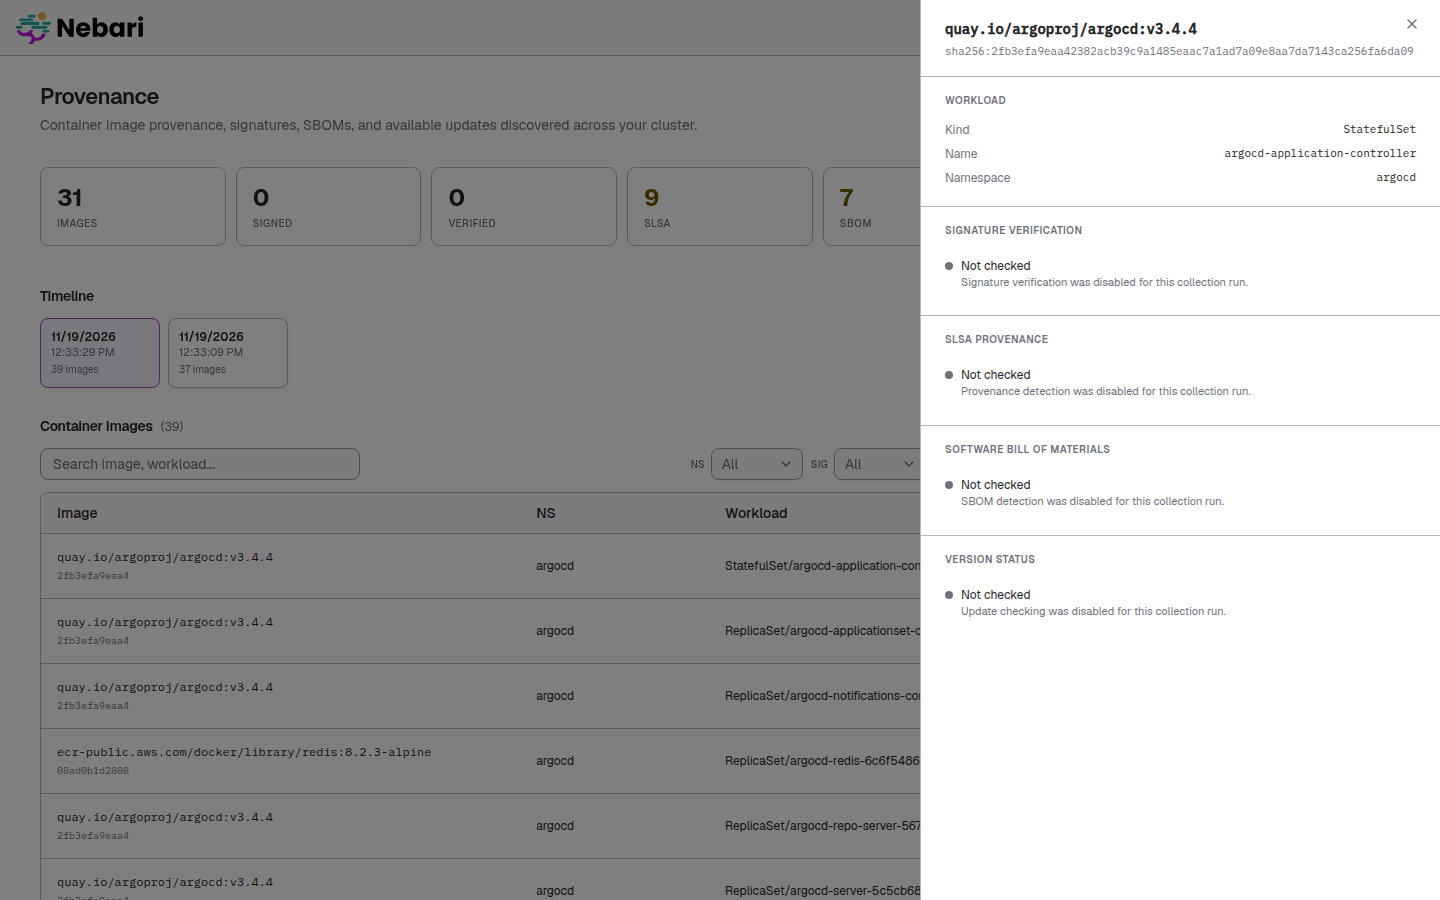 Nebari
Provenance
Container image provenance, signatures, SBOMs, and available updates discovered across your cluster.
31
IMAGES
0
SIGNED
0
VERIFIED
9
SLSA
7
SBOM
Timeline
11/19/2026
12:33:29 PM
39 images
11/19/2026
12:33:09 PM
37 images
Container Images (39)
Search image, workload...
NS All
SIG All
Image NS Workload
quay.io/argoproj/argocd:v3.4.4
2fb3efa9eaa4
argocd
StatefulSet/argocd-application-con
quay.io/argoproj/argocd:v3.4.4
2fb3efa9eaa4
argocd
ReplicaSet/argocd-applicationset-c
quay.io/argoproj/argocd:v3.4.4
2fb3efa9eaa4
argocd
ReplicaSet/argocd-notifications-co
ecr-public.aws.com/docker/library/redis:8.2.3-alpine
08ad0b1d2808
argocd
ReplicaSet/argocd-redis-6c6f5486
quay.io/argoproj/argocd:v3.4.4
2fb3efa9eaa4
argocd
ReplicaSet/argocd-repo-server-567
quay.io/argoproj/argocd:v3.4.4
2fb3efa9eaa4
argocd
ReplicaSet/argocd-server-5c5cb68
quay.io/argoproj/argocd:v3.4.4
sha256:2fb3efa9eaa42382acb39c9a1485eaac7a1ad7a09e8aa7da7143ca256fa6da09
WORKLOAD
Kind StatefulSet
Name argocd-application-controller
Namespace argocd
SIGNATURE VERIFICATION
Not checked
Signature verification was disabled for this collection run.
SLSA PROVENANCE
Not checked
Provenance detection was disabled for this collection run.
SOFTWARE BILL OF MATERIALS
Not checked
SBOM detection was disabled for this collection run.
VERSION STATUS
Not checked
Update checking was disabled for this collection run.